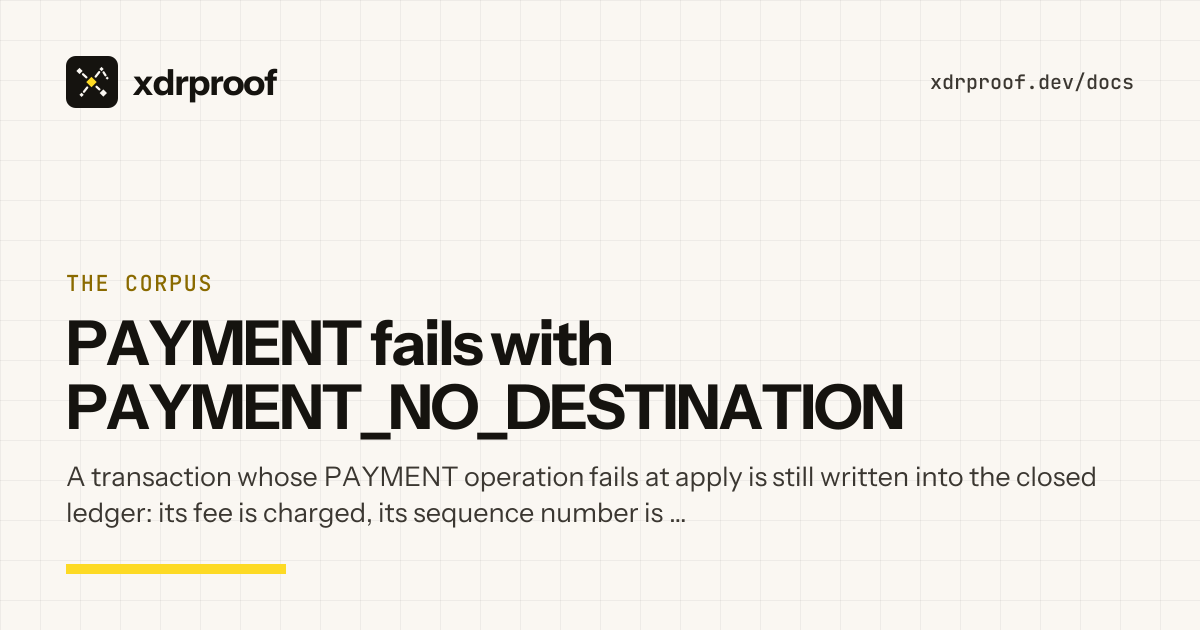 xdrproof
xdrproof.dev/docs
THE CORPUS
PAYMENT fails with
PAYMENT_NO_DESTINATION
A transaction whose PAYMENT operation fails at apply is still written into the closed
ledger: its fee is charged, its sequence number is ...